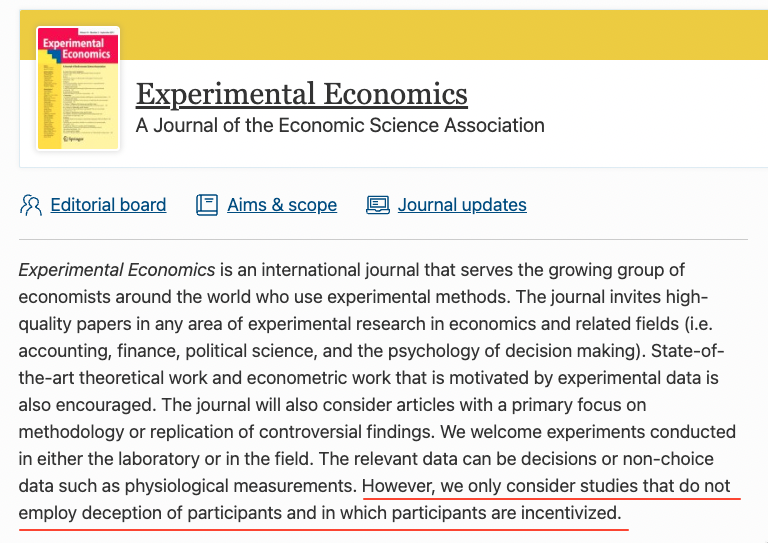 Experimental
Economics
Springer
Experimental Economics
A Journal of the Economic Science Association
Editorial board
Aims & scope
Journal updates
Experimental Economics is an international journal that serves the growing group of
economists around the world who use experimental methods. The journal invites high-
quality papers in any area of experimental research in economics and related fields (i.e.
accounting, finance, political science, and the psychology of decision making). State-of-
the-art theoretical work and econometric work that is motivated by experimental data is
also encouraged. The journal will also consider articles with a primary focus on
methodology or replication of controversial findings. We welcome experiments conducted
in either the laboratory or in the field. The relevant data can be decisions or non-choice
data such as physiological measurements. However, we only consider studies that do not
employ deception of participants and in which participants are incentivized.